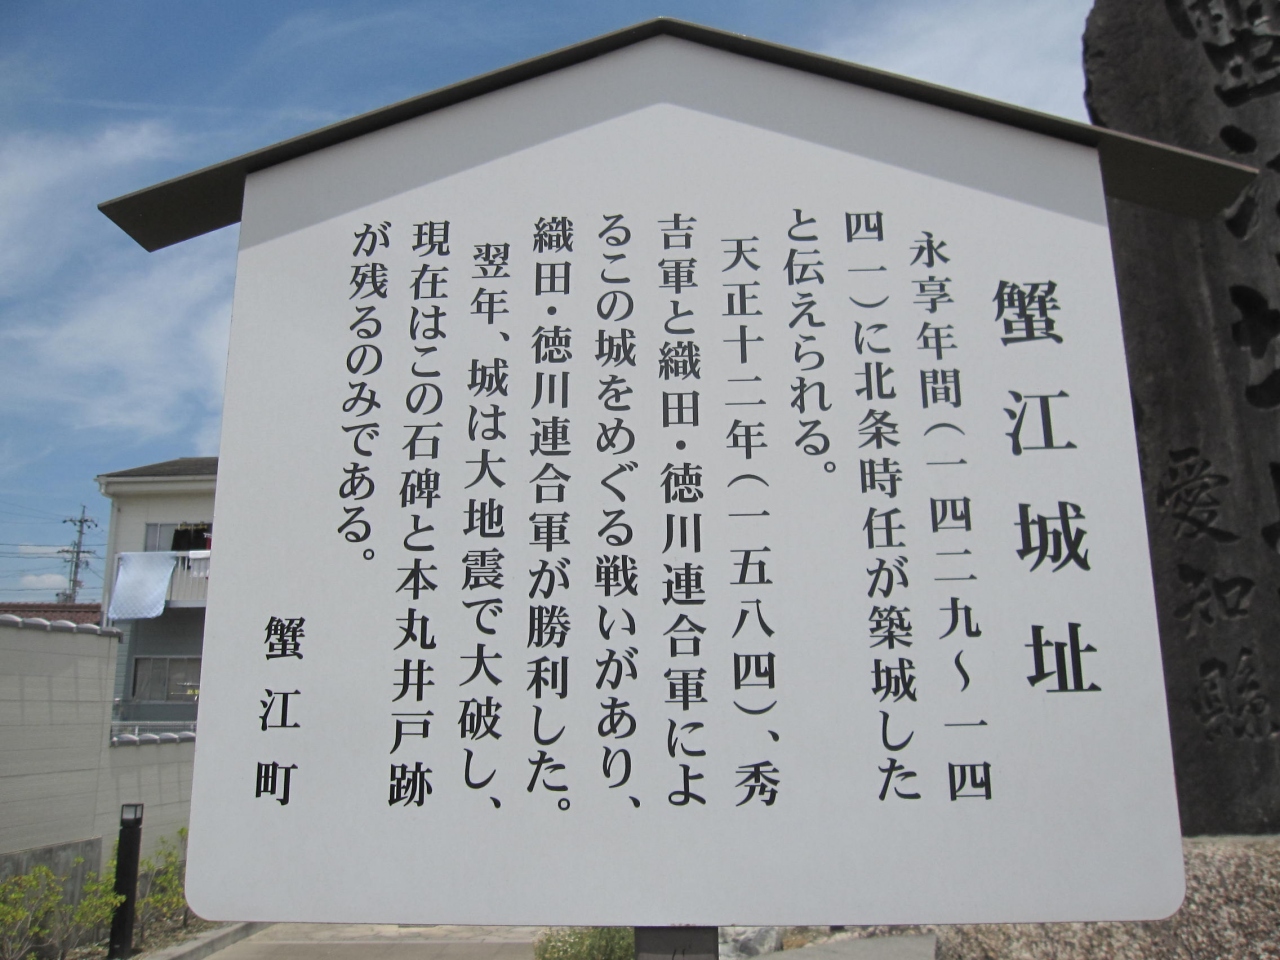 蟹江城址
永享年間(一四二九〜一四
四一)に北条時任が築城した
と伝えられる。
天正十二年(一五八四)、秀
吉軍と織田・徳川連合軍によ
るこの城をめぐる戦いがあり、
織田・徳川連合軍が勝利した。
翌年、城は大地震で大破し、
現在はこの石碑と本丸井戸跡
が残るのみである。
蟹江町
愛知縣